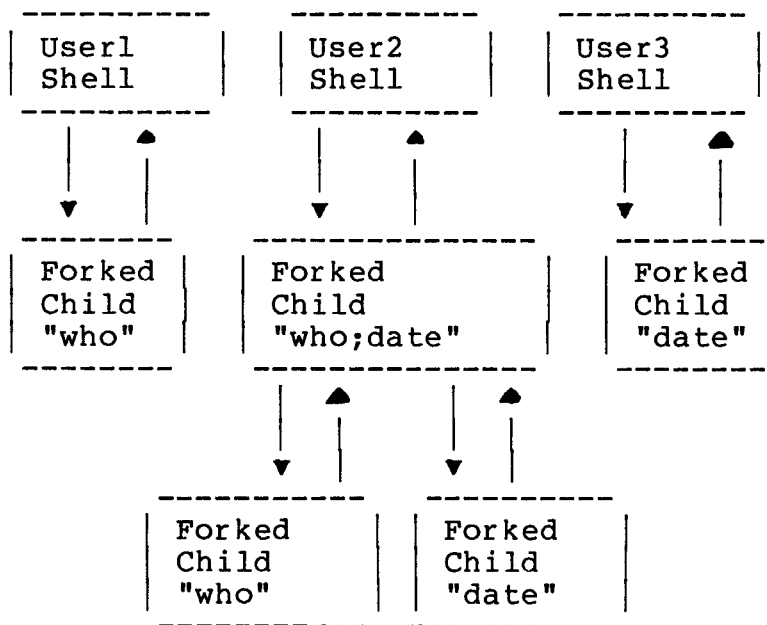 User1 User2 User3
Shell Shell Shell
Forked Forked Forked
Child Child Child
"who" "who;date" "date"
Forked Forked
Child Child
"who" "date"